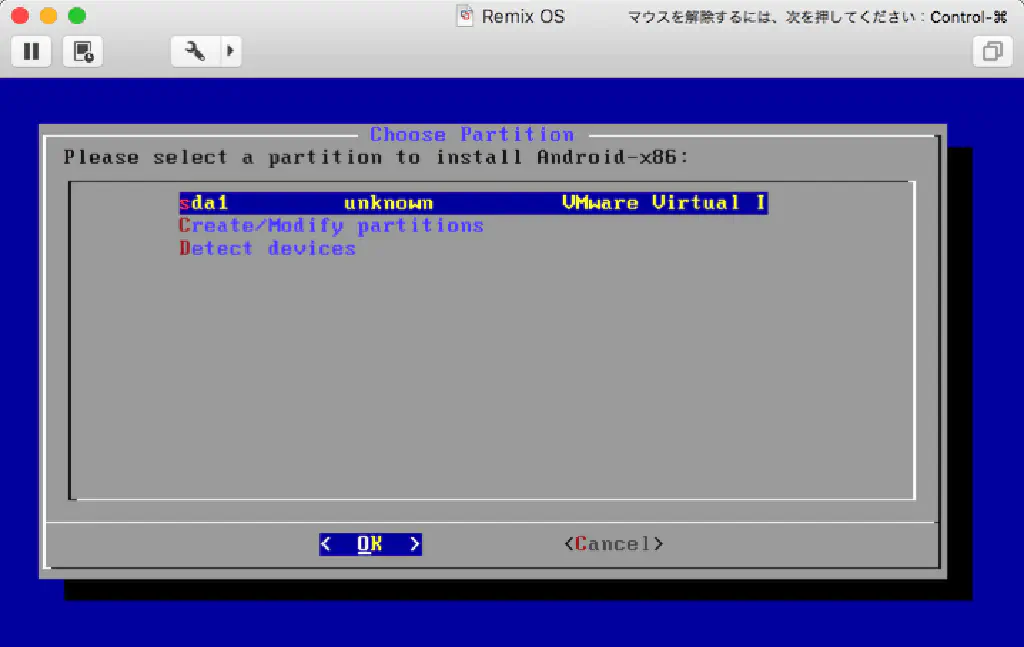 Remix OS
マウスを解除するには、次を押してください：Control-⌘
Choose Partition
Please select a partition to install Android-x86:
sda1 unknown VMware Virtual I
Create/Modify partitions
Detect devices
< OK > <Cancel>